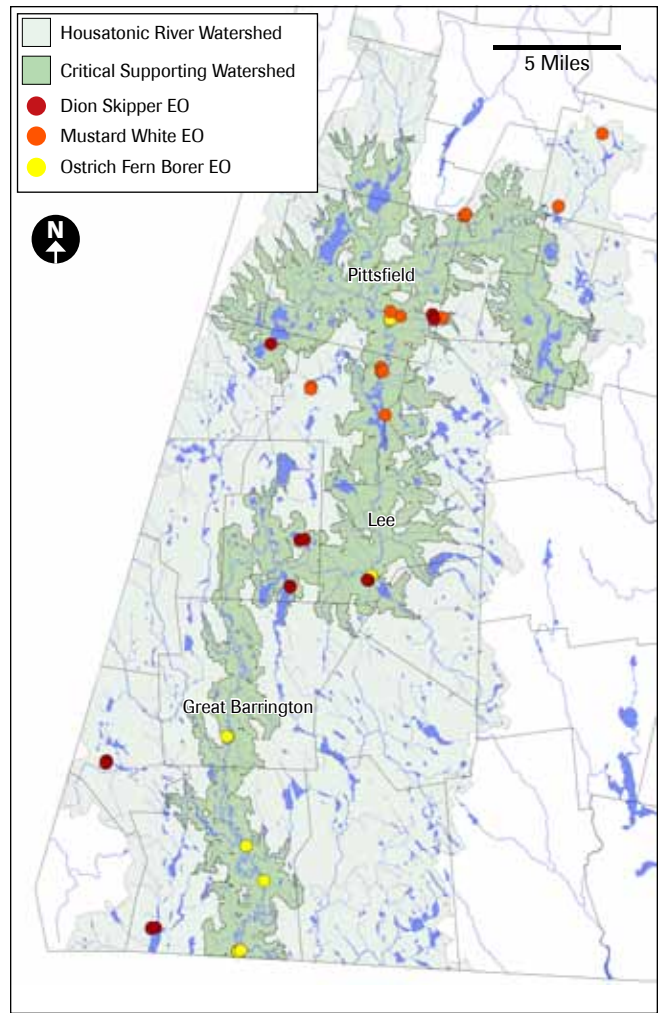 Housatonic River Watershed
Critical Supporting Watershed
Dion Skipper EO
Mustard White EO
Ostrich Fern Borer EO
5 Miles
N
Pittsfield
Lee
Great Barrington